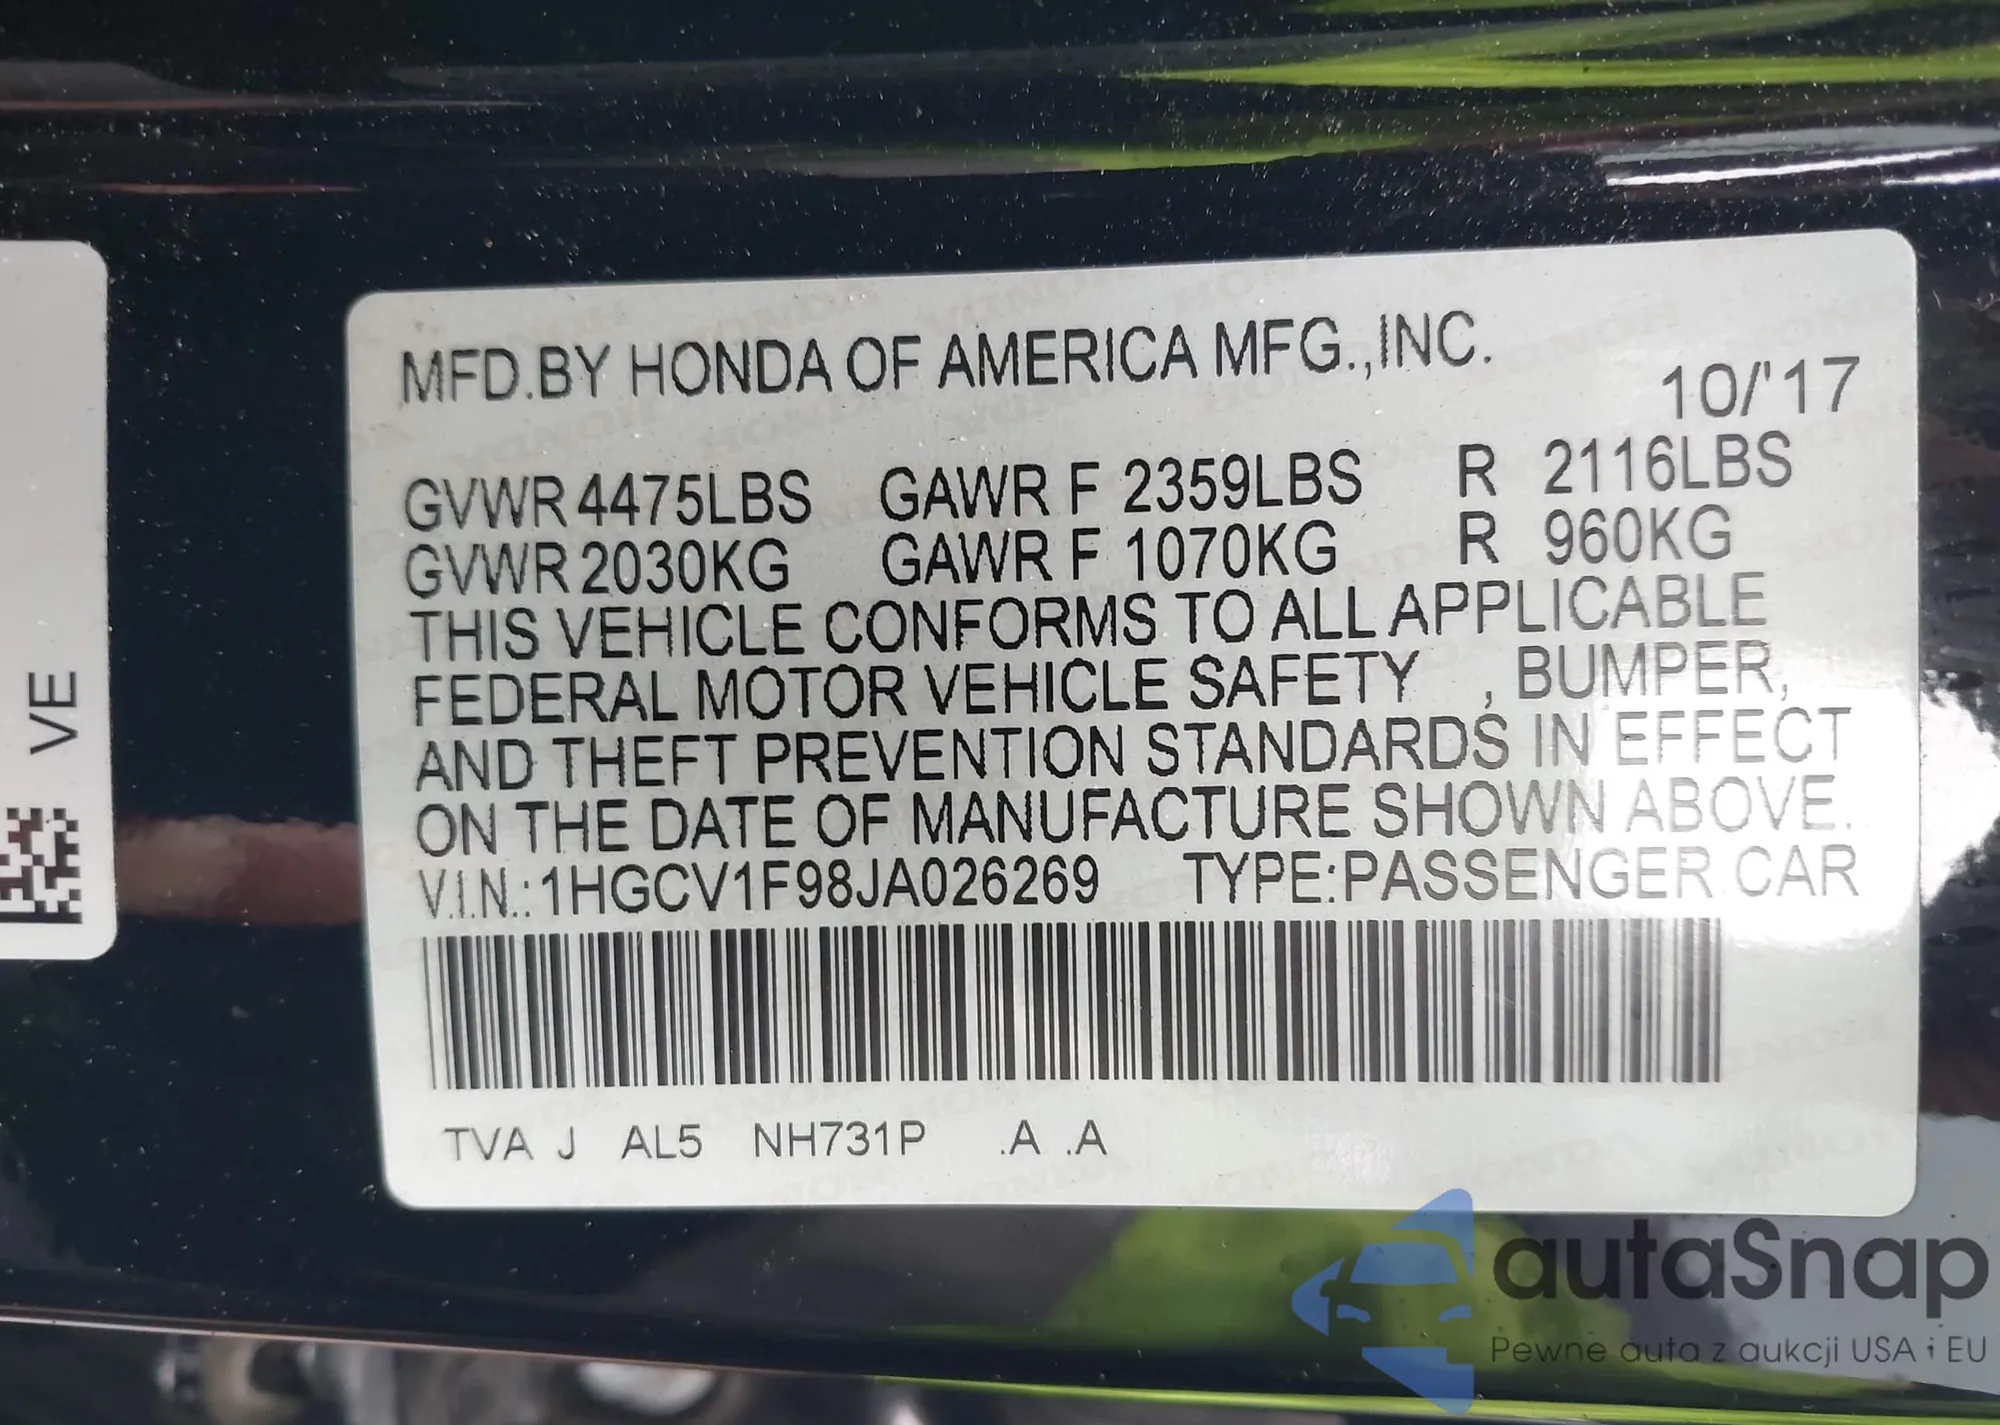 MFD.BY HONDA OF AMERICA MFG.,INC.
10/'17
GVWR 4475LBS GAWR F 2359LBS R 2116LBS
GVWR 2030KG GAWR F 1070KG R 960KG
THIS VEHICLE CONFORMS TO ALL APPLICABLE
FEDERAL MOTOR VEHICLE SAFETY , BUMPER,
AND THEFT PREVENTION STANDARDS IN EFFECT
ON THE DATE OF MANUFACTURE SHOWN ABOVE.
V.I.N.: 1HGCV1F98JA026269 TYPE:PASSENGER CAR
TVA J AL5 NH731P .A .A
VE
autaSnap
Pewne auta z aukcji USA i EU